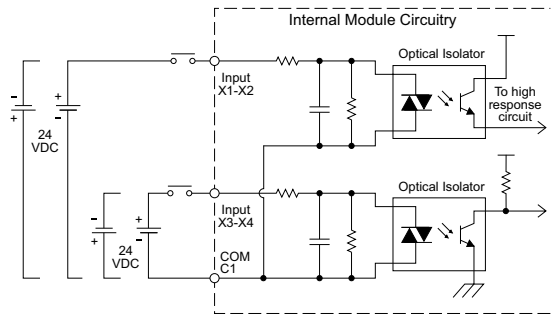 Internal Module Circuitry
Optical Isolator
Input
X1-X2
To high
response
circuit
- +
+ -
24
VDC
Optical Isolator
Input
X3-X4
- +
+ -
24
VDC
COM
C1